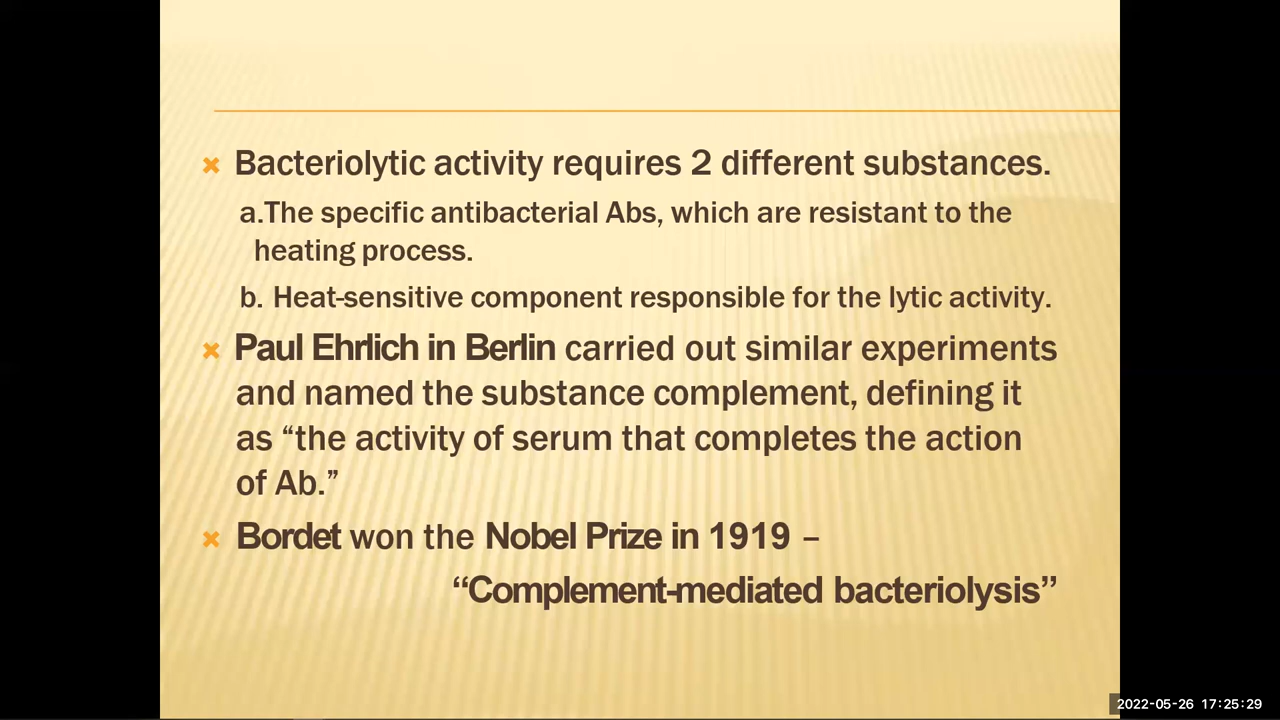 Bacteriolytic activity requires 2 different substances.
a.The specific antibacterial Abs, which are resistant to the
heating process.
b. Heat-sensitive component responsible for the lytic activity.
Paul Ehrlich in Berlin carried out similar experiments
and named the substance complement, defining it
as “the activity of serum that completes the action
of Ab.”
Bordet won the Nobel Prize in 1919 –
“Complement-mediated bacteriolysis”
2022-05-26 17:25:29